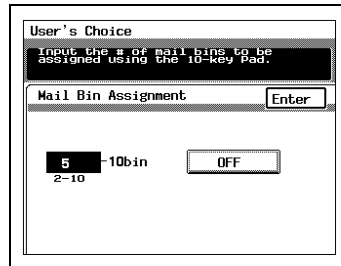 User's Choice
Input the # of mail bins to be
assigned using the 10-key Pad.
Mail Bin Assignment
Enter
5 -10bin OFF
2-10